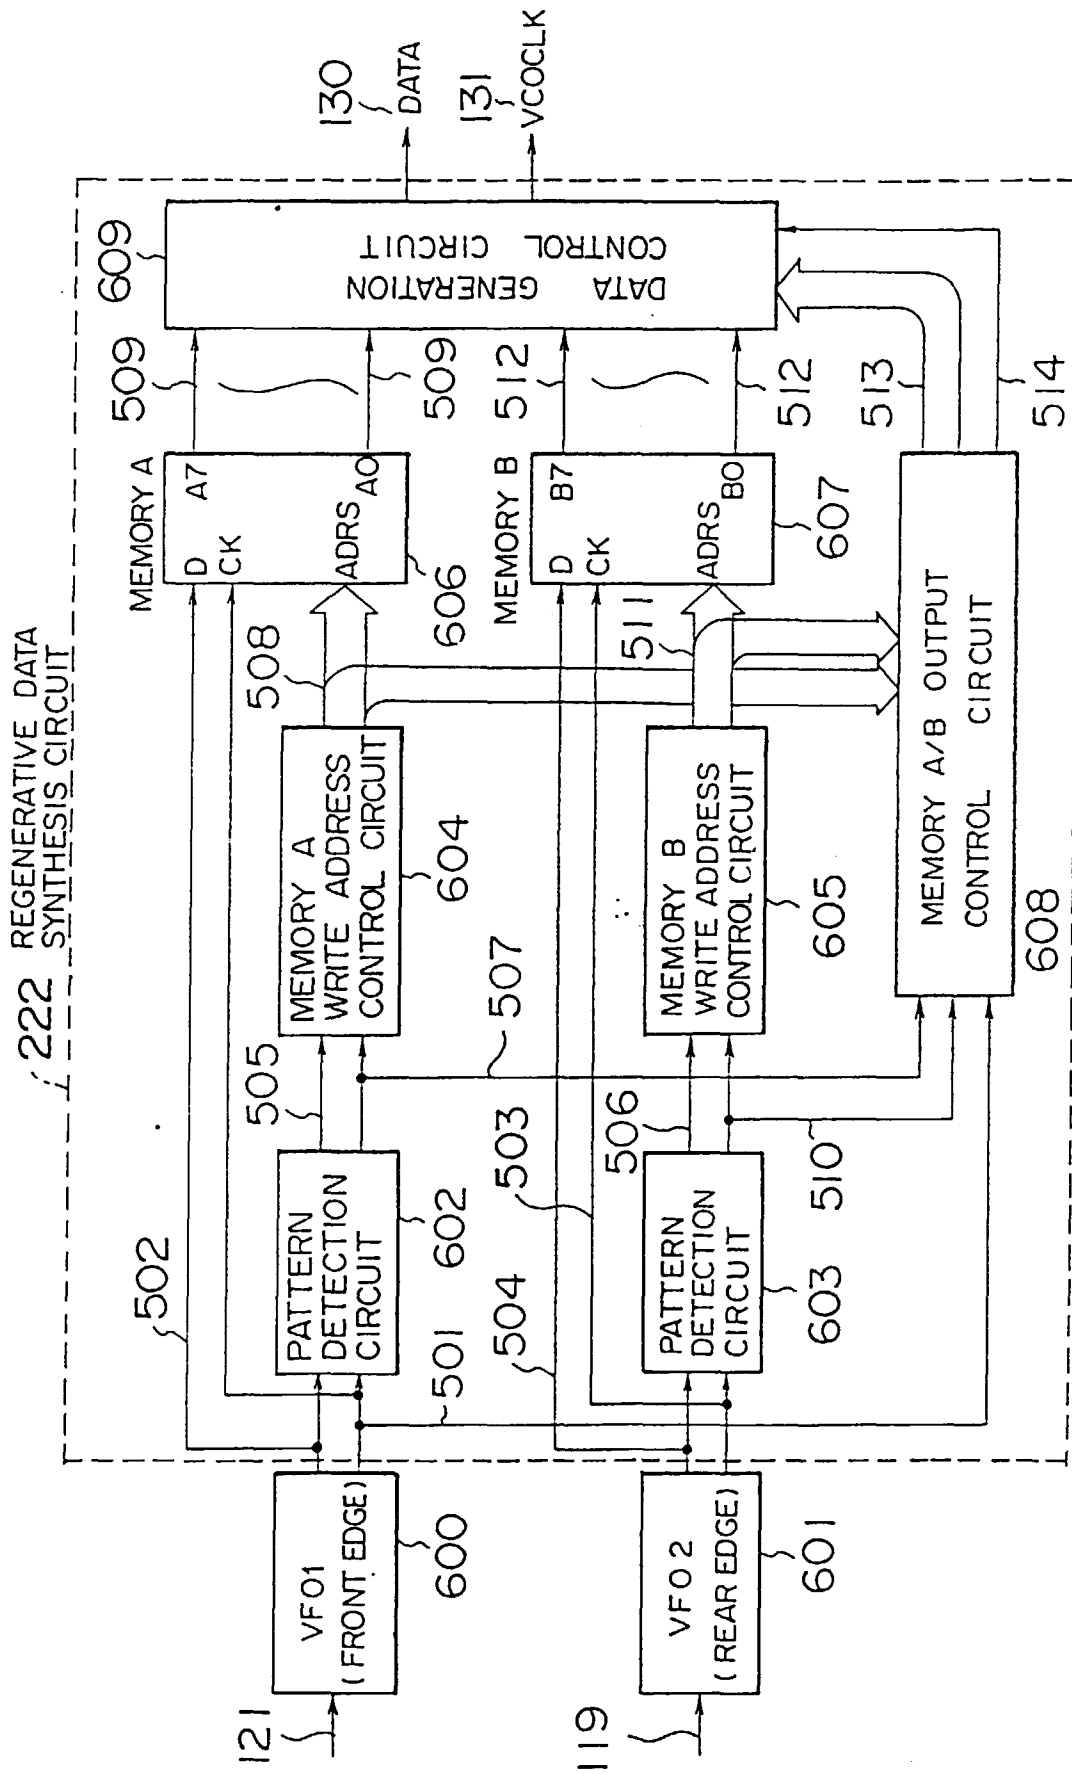 222 REGENERATIVE DATA
SYNTHESIS CIRCUIT
121
VFO1
(FRONT EDGE)
600
119
VFO 2
(REAR EDGE)
601
502
501
504
503
PATTERN
DETECTION
CIRCUIT
602
PATTERN
DETECTION
CIRCUIT
603
505
507
506
510
MEMORY A
WRITE ADDRESS
CONTROL CIRCUIT
604
MEMORY B
WRITE ADDRESS
CONTROL CIRCUIT
605
508
511
MEMORY A
D A7
CK
ADRS
A0
606
MEMORY B
D B7
CK
ADRS
B0
607
MEMORY A/B OUTPUT
CONTROL CIRCUIT
608
509
509
512
512
513
514
609
DATA GENERATION
CONTROL CIRCUIT
130
DATA
131
VCOCLK